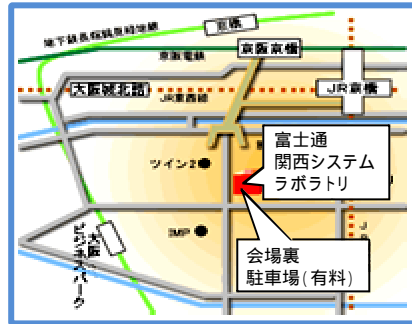 京橋
地下鉄長堀鶴見緑地線
京阪電鉄
京阪京橋
大阪城北詰
JR東西線
JR京橋
富士通
関西システム
ラボラトリ
ツイン2
IMP
会場裏
駐車場(有料)
大阪
ビジネスパーク
J
R